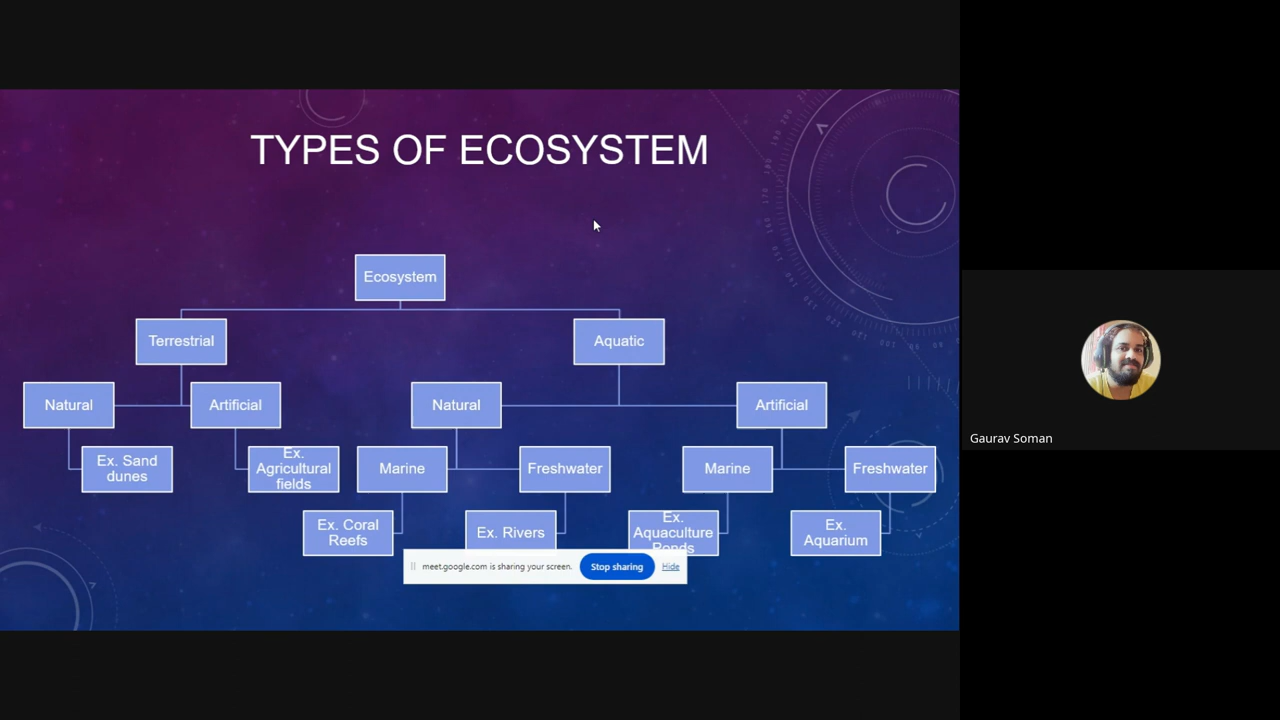 TYPES OF ECOSYSTEM
Ecosystem
Terrestrial
Aquatic
Natural
Artificial
Natural
Artificial
Ex. Sand
dunes
Ex.
Agricultural
fields
Marine
Freshwater
Marine
Freshwater
Ex. Coral
Reefs
Ex. Rivers
Ex.
Aquaculture
Ponds
Ex.
Aquarium
meet.google.com is sharing your screen.
Stop sharing
Hide
Gaurav Soman